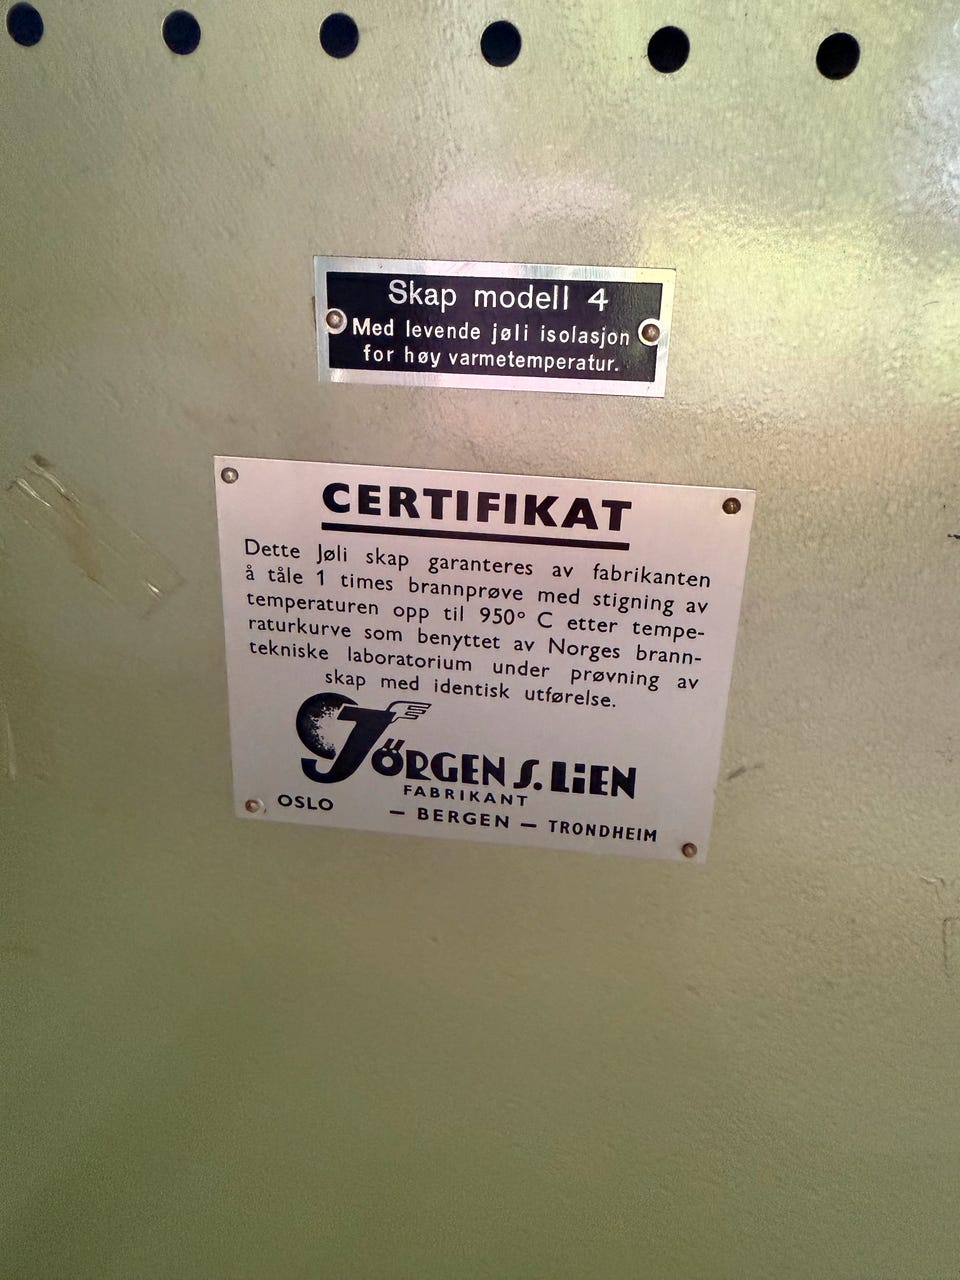 Skap modell 4
Med levende jøli isolasjon
for høy varmetemperatur.
CERTIFIKAT
Dette Jøli skap garanteres av fabrikanten
å tåle 1 times brannprøve med stigning av
temperaturen opp til 950° C etter tempe-
raturkurve som benyttet av Norges brann-
tekniske laboratorium under prøvning av
skap med identisk utførelse.
JÖRGEN S. LiEN
FABRIKANT
OSLO — BERGEN — TRONDHEIM